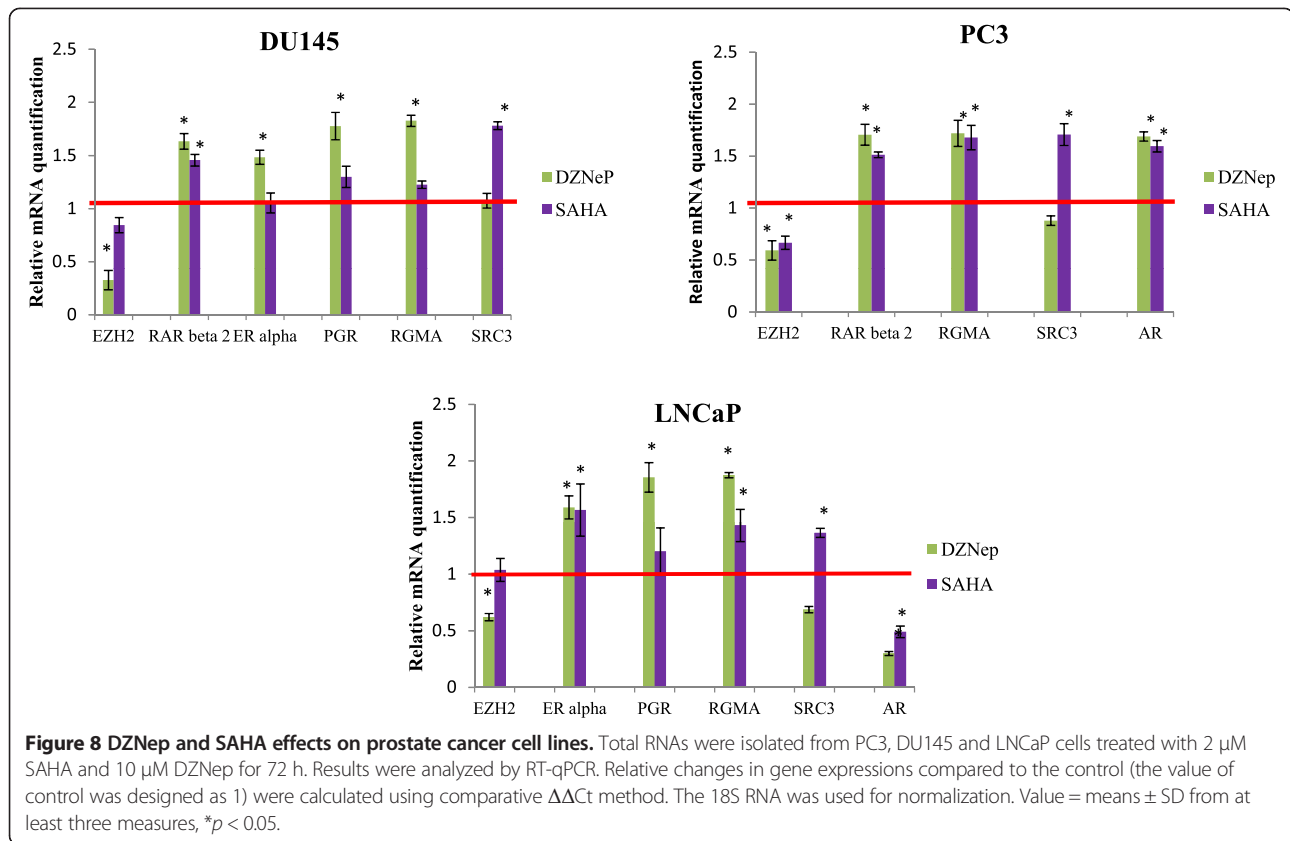 DU145
2.5
2
1.5
1
0.5
0
Relative mRNA quantification
* * * * * * *
EZH2 RAR beta 2 ER alpha PGR RGMA SRC3
DZNeP
SAHA
PC3
2.5
2
1.5
1
0.5
0
Relative mRNA quantification
* * * * * * * * *
EZH2 RAR beta 2 RGMA SRC3 AR
DZNep
SAHA
LNCaP
2.5
2
1.5
1
0.5
0
Relative mRNA quantification
* * * * * * * * *
EZH2 ER alpha PGR RGMA SRC3 AR
DZNep
SAHA
Figure 8 DZNep and SAHA effects on prostate cancer cell lines. Total RNAs were isolated from PC3, DU145 and LNCaP cells treated with 2 μM
SAHA and 10 μM DZNep for 72 h. Results were analyzed by RT-qPCR. Relative changes in gene expressions compared to the control (the value of
control was designed as 1) were calculated using comparative ΔΔCt method. The 18S RNA was used for normalization. Value = means ± SD from at
least three measures, *p < 0.05.